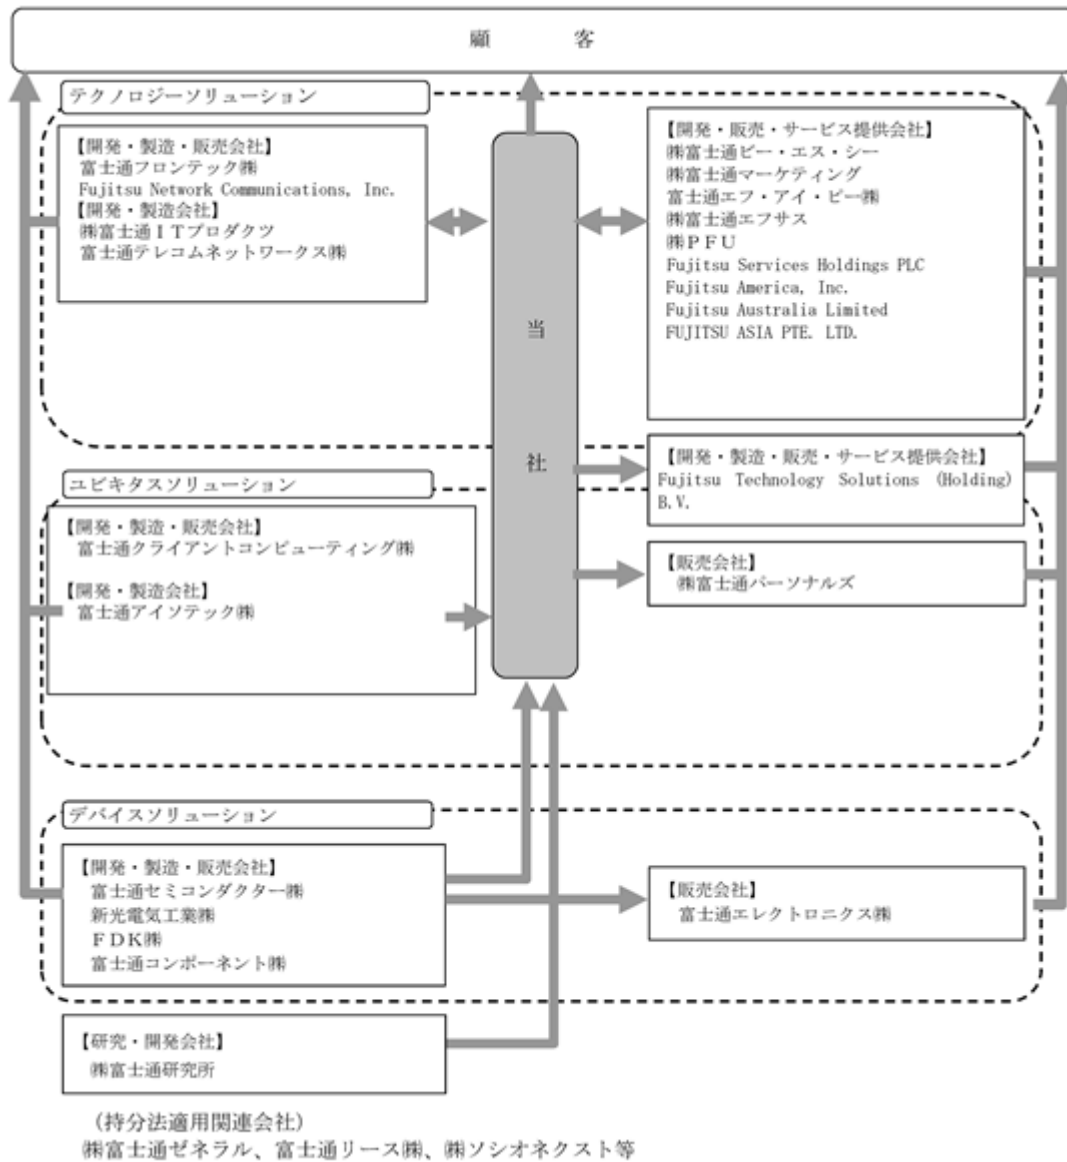 顧　客
テクノロジーソリューション
【開発・製造・販売会社】
富士通フロンテック㈱
Fujitsu Network Communications, Inc.
【開発・製造会社】
㈱富士通ＩＴプロダクツ
富士通テレコムネットワークス㈱
当
社
【開発・販売・サービス提供会社】
㈱富士通ビー・エス・シー
㈱富士通マーケティング
富士通エフ・アイ・ピー㈱
㈱富士通エフサス
㈱ＰＦＵ
Fujitsu Services Holdings PLC
Fujitsu America, Inc.
Fujitsu Australia Limited
FUJITSU ASIA PTE. LTD.
【開発・製造・販売・サービス提供会社】
Fujitsu Technology Solutions (Holding)
B.V.
ユビキタスソリューション
【開発・製造・販売会社】
富士通クライアントコンピューティング㈱
【開発・製造会社】
富士通アイソテック㈱
【販売会社】
㈱富士通パーソナルズ
デバイスソリューション
【開発・製造・販売会社】
富士通セミコンダクター㈱
新光電気工業㈱
ＦＤＫ㈱
富士通コンポーネント㈱
【販売会社】
富士通エレクトロニクス㈱
【研究・開発会社】
㈱富士通研究所
（持分法適用関連会社）
㈱富士通ゼネラル、富士通リース㈱、㈱ソシオネクスト等